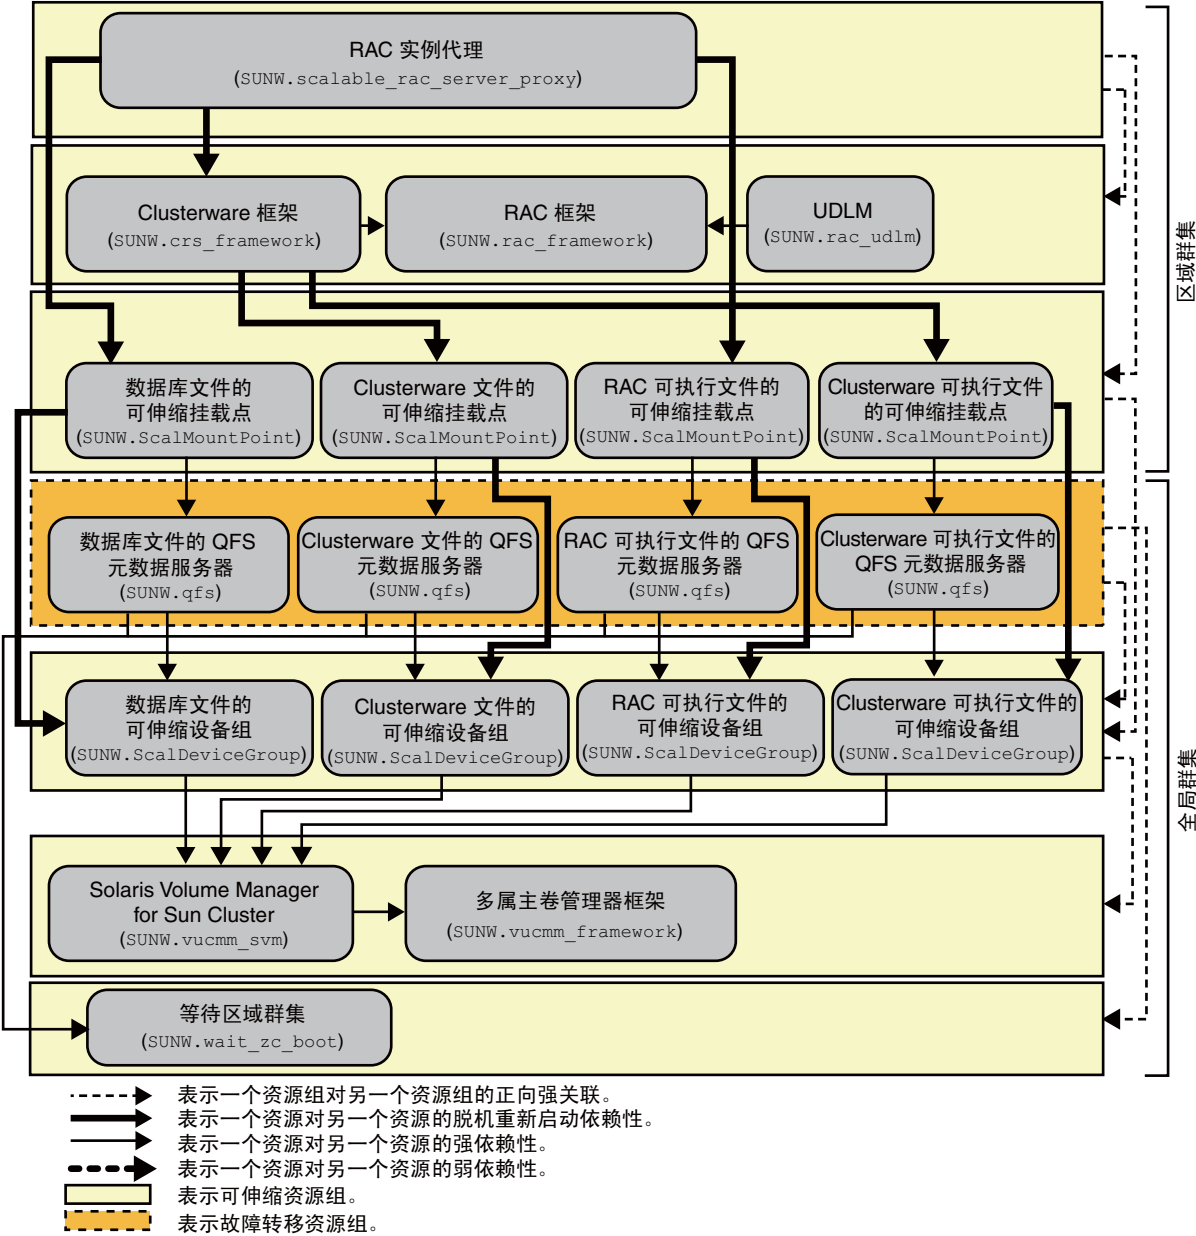 RAC 实例代理
(SUNW.scalable_rac_server_proxy)
Clusterware 框架
(SUNW.crs_framework)
RAC 框架
(SUNW.rac_framework)
UDLM
(SUNW.rac_udlm)
区域群集
数据库文件的
可伸缩挂载点
(SUNW.ScalMountPoint)
Clusterware 文件的
可伸缩挂载点
(SUNW.ScalMountPoint)
RAC 可执行文件的
可伸缩挂载点
(SUNW.ScalMountPoint)
Clusterware 可执行文件
的可伸缩挂载点
(SUNW.ScalMountPoint)
数据库文件的 QFS
元数据服务器
(SUNW.qfs)
Clusterware 文件的 QFS
元数据服务器
(SUNW.qfs)
RAC 可执行文件的 QFS
元数据服务器
(SUNW.qfs)
Clusterware 可执行文件的
QFS 元数据服务器
(SUNW.qfs)
数据库文件的
可伸缩设备组
(SUNW.ScalDeviceGroup)
Clusterware 文件的
可伸缩设备组
(SUNW.ScalDeviceGroup)
RAC 可执行文件的
可伸缩设备组
(SUNW.ScalDeviceGroup)
Clusterware 可执行文件的
可伸缩设备组
(SUNW.ScalDeviceGroup)
全局群集
Solaris Volume Manager
for Sun Cluster
(SUNW.vucmm_svm)
多属主卷管理器框架
(SUNW.vucmm_framework)
等待区域群集
(SUNW.wait_zc_boot)
表示一个资源组对另一个资源组的正向强关联。
表示一个资源对另一个资源的脱机重新启动依赖性。
表示一个资源对另一个资源的强依赖性。
表示一个资源对另一个资源的弱依赖性。
表示可伸缩资源组。
表示故障转移资源组。